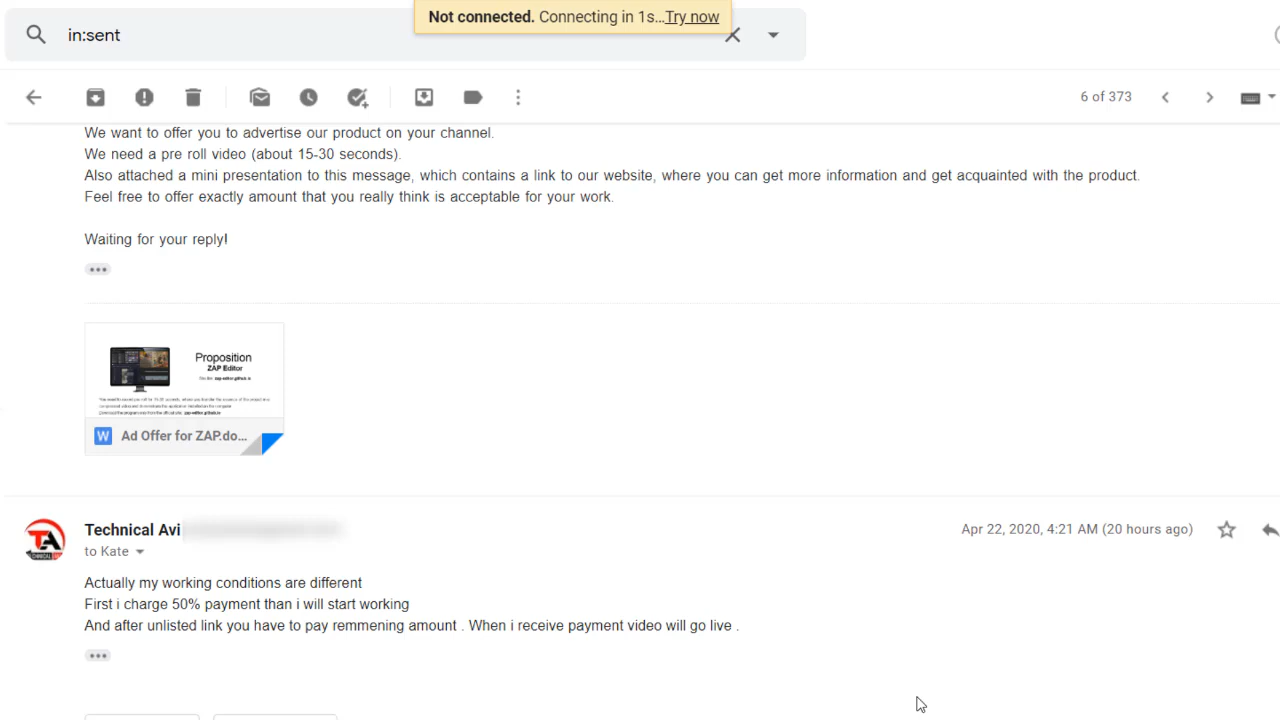 Not connected. Connecting in 1s...Try now
in:sent
6 of 373
We want to offer you to advertise our product on your channel.
We need a pre roll video (about 15-30 seconds).
Also attached a mini presentation to this message, which contains a link to our website, where you can get more information and get acquainted with the product.
Feel free to offer exactly amount that you really think is acceptable for your work.
Waiting for your reply!
Proposition
ZAP Editor
zap-editor.github.io
W Ad Offer for ZAP.do...
Technical Avi
Apr 22, 2020, 4:21 AM (20 hours ago)
TA
to Kate
Actually my working conditions are different
First i charge 50% payment than i will start working
And after unlisted link you have to pay remmening amount . When i receive payment video will go live .